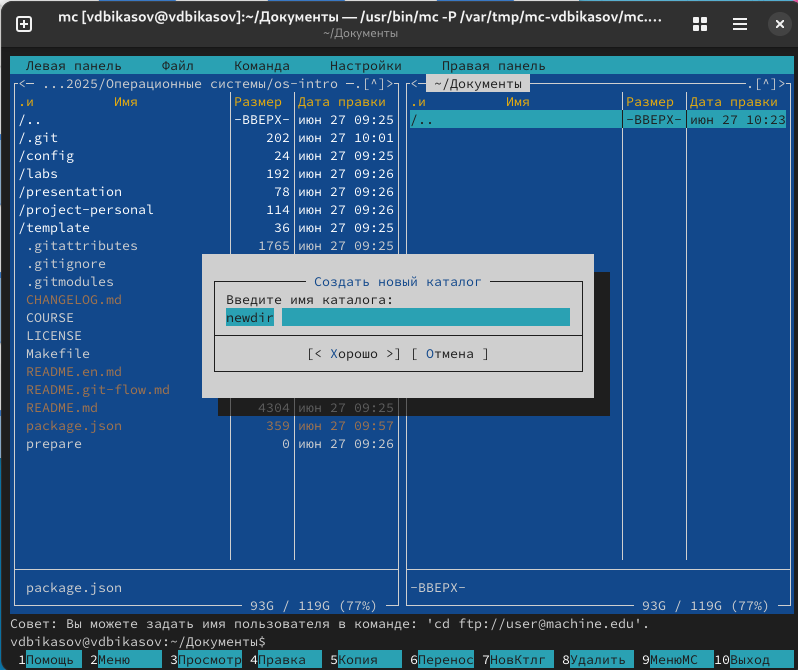 mc [vdbikasov@vdbikasov]:~/Документы — /usr/bin/mc -P /var/tmp/mc-vdbikasov/mc....
~/Документы
Левая панель Файл Команда Настройки Правая панель
<— ...2025/Операционные системы/os-intro —.[^]> <— ~/Документы .[^]>
.и Имя Размер Дата правки .и Имя Размер Дата правки
/.. -ВВЕРХ- июн 27 09:25 /.. -ВВЕРХ- июн 27 10:23
/.git 202 июн 27 10:01
/config 24 июн 27 09:25
/labs 192 июн 27 09:26
/presentation 78 июн 27 09:26
/project-personal 114 июн 27 09:26
/template 36 июн 27 09:25
.gitattributes 1765 июн 27 09:25
.gitignore
.gitmodules
CHANGELOG.md
COURSE
LICENSE
Makefile
README.en.md
README.git-flow.md
README.md 4304 июн 27 09:25
package.json 359 июн 27 09:57
prepare 0 июн 27 09:26
Создать новый каталог
Введите имя каталога:
newdir
[< Хорошо >] [ Отмена ]
package.json -ВВЕРХ-
93G / 119G (77%) 93G / 119G (77%)
Совет: Вы можете задать имя пользователя в команде: 'cd ftp://user@machine.edu'.
vdbikasov@vdbikasov:~/Документы$
1Помощь 2Меню 3Просмотр 4Правка 5Копия 6Перенос 7НовКтлг 8Удалить 9МенюMC 10Выход